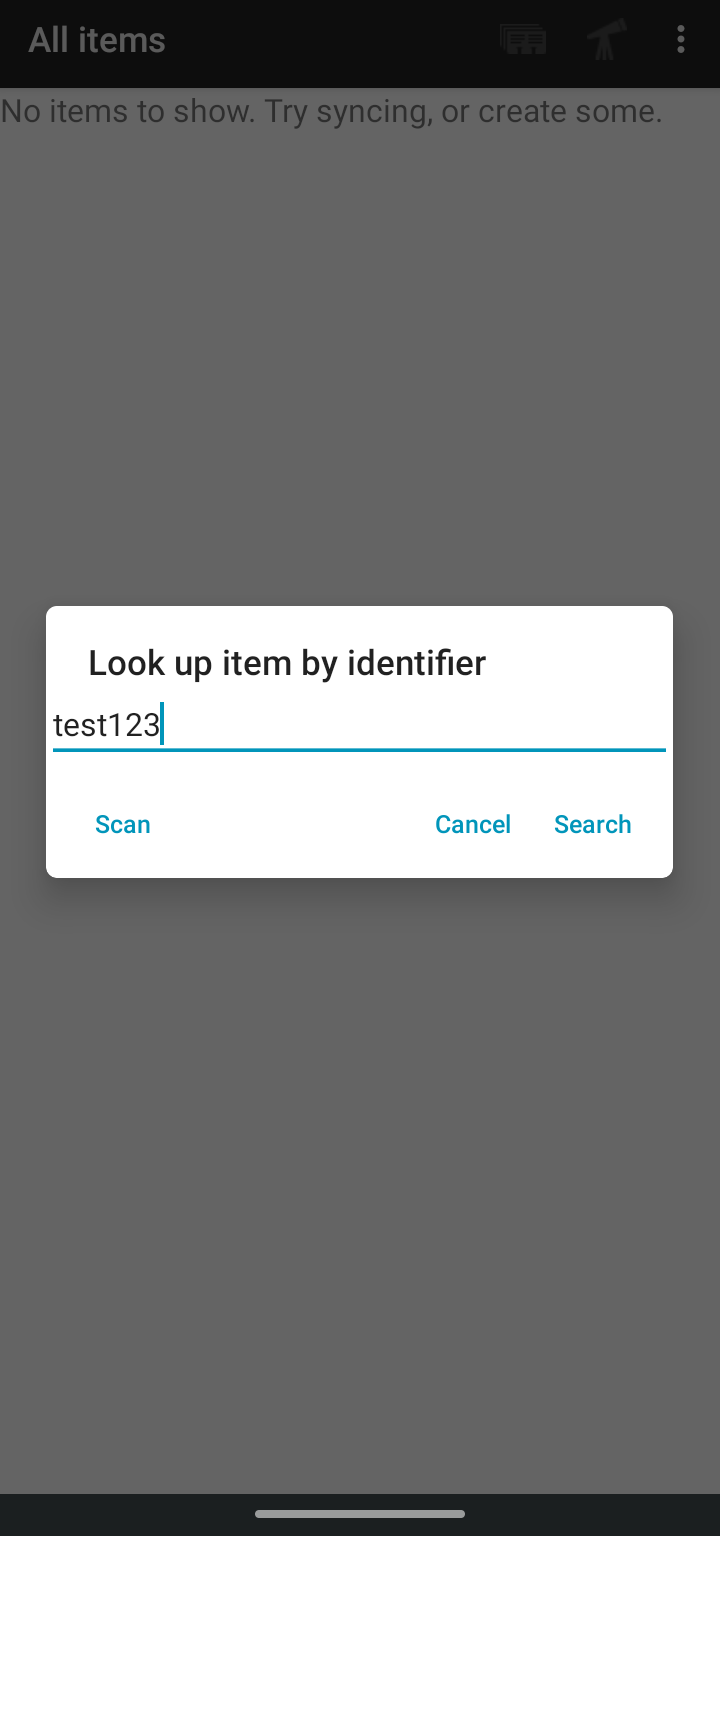 All items
No items to show. Try syncing, or create some.
Look up item by identifier
test123
Scan Cancel Search